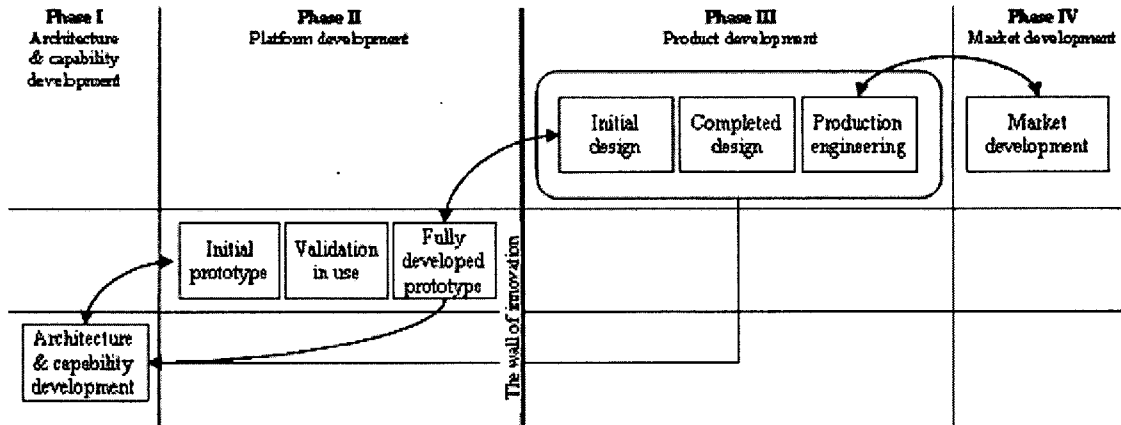 Phase I
Architecture
& capability
development
Phase II
Platform development
Phase III
Product development
Phase IV
Market development
Initial
design
Completed
design
Production
engineering
Market
development
Initial
prototype
Validation
in use
Fully
developed
prototype
The wall of innovation
Architecture
& capability
development